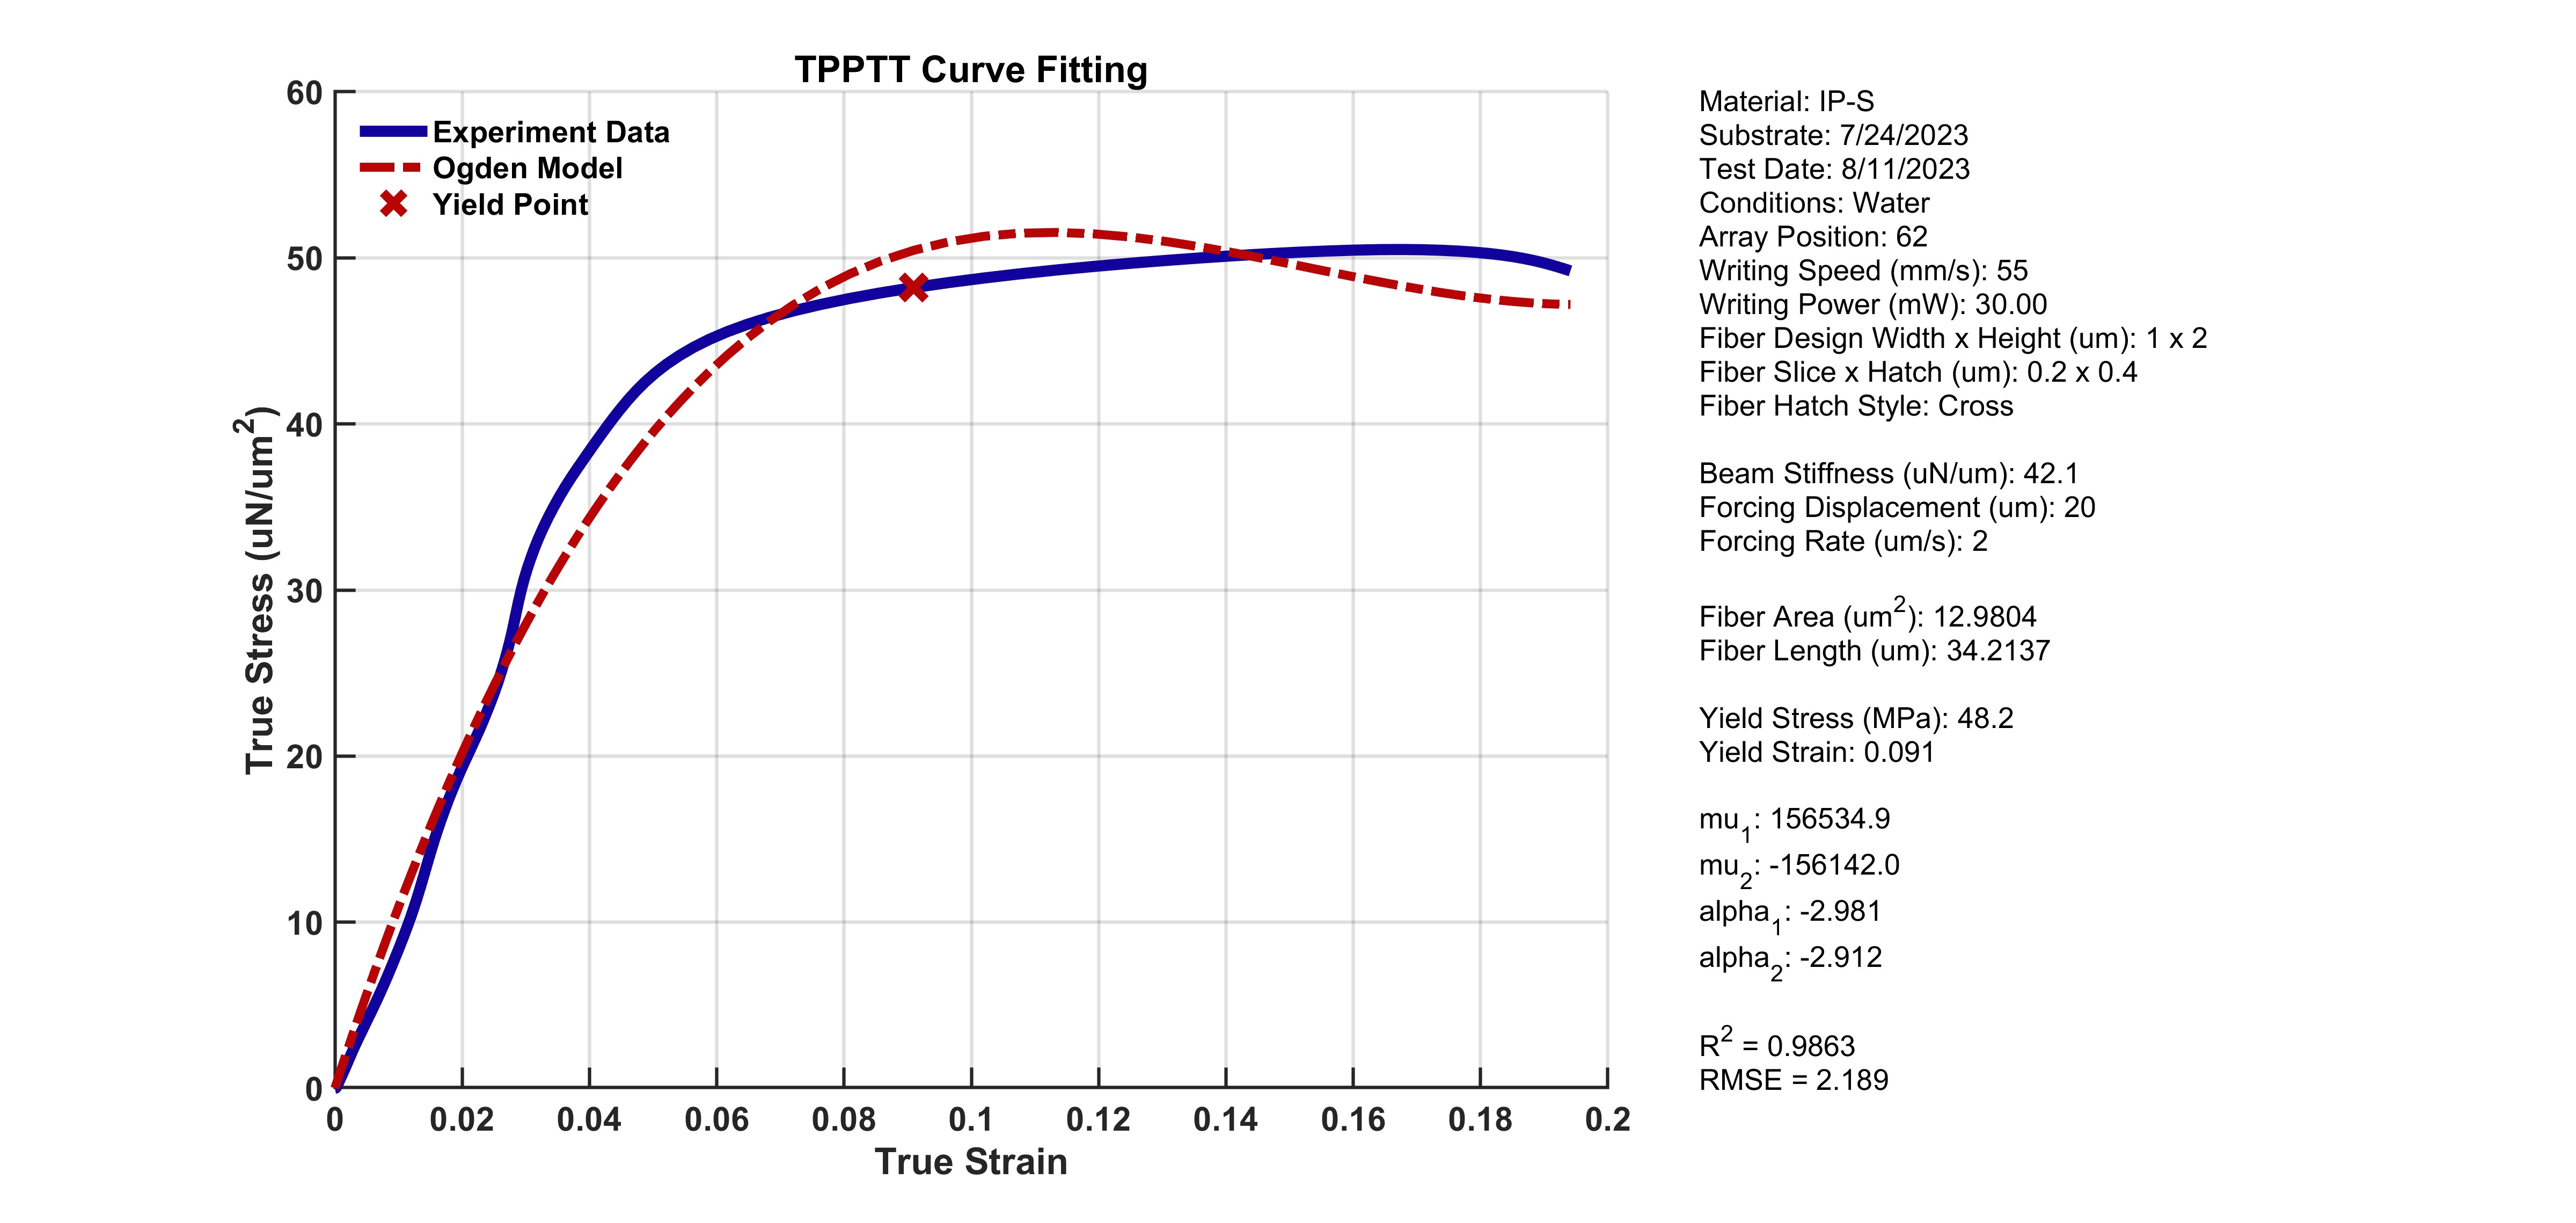 TPPTT Curve Fitting
60
50
40
30
20
10
0
True Stress (uN/um²)
Experiment Data
Ogden Model
Yield Point
0 0.02 0.04 0.06 0.08 0.1 0.12 0.14 0.16 0.18 0.2
True Strain
Material: IP-S
Substrate: 7/24/2023
Test Date: 8/11/2023
Conditions: Water
Array Position: 62
Writing Speed (mm/s): 55
Writing Power (mW): 30.00
Fiber Design Width x Height (um): 1 x 2
Fiber Slice x Hatch (um): 0.2 x 0.4
Fiber Hatch Style: Cross
Beam Stiffness (uN/um): 42.1
Forcing Displacement (um): 20
Forcing Rate (um/s): 2
Fiber Area (um²): 12.9804
Fiber Length (um): 34.2137
Yield Stress (MPa): 48.2
Yield Strain: 0.091
mu₁: 156534.9
mu₂: -156142.0
alpha₁: -2.981
alpha₂: -2.912
R² = 0.9863
RMSE = 2.189